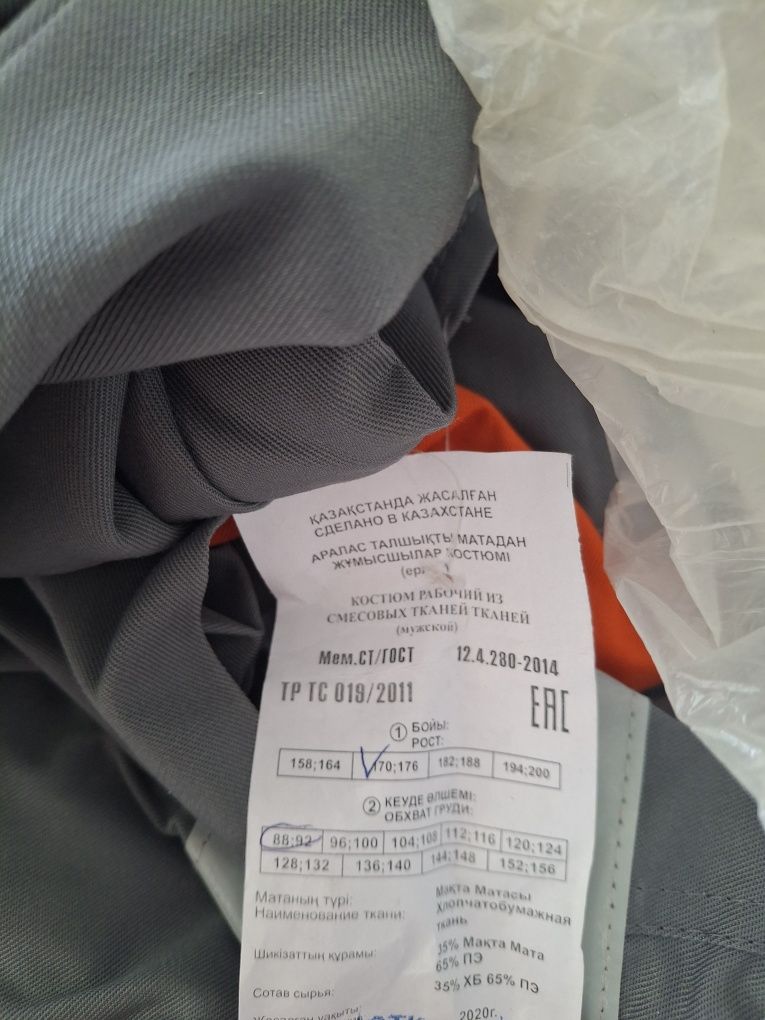 ҚАЗАҚСТАНДА ЖАСАЛҒАН
СДЕЛАНО В КАЗАХСТАНЕ
АРАЛАС ТАЛШЫҚТЫ МАТАДАН
ЖҰМЫСШЫЛАР КОСТЮМІ
КОСТЮМ РАБОЧИЙ ИЗ
СМЕСОВЫХ ТКАНЕЙ ТКАНЕЙ
(мужской)
Мем.СТ/ГОСТ 12.4.280-2014
ТР ТС 019/2011 EAC
① БОЙЫ:
РОСТ:
158;164 170;176 182;188 194;200
② КЕУДЕ ӨЛШЕМІ:
ОБХВАТ ГРУДИ:
88;92 96;100 104;108 112;116 120;124
128;132 136;140 144;148 152;156
Матаның түрі: Мақта Матасы
Наименование ткани: Хлопчатобумажная
ткань
Шикізаттың құрамы: 35% Мақта Мата
65% ПЭ
Сотав сырья: 35% ХБ 65% ПЭ
2020г.,